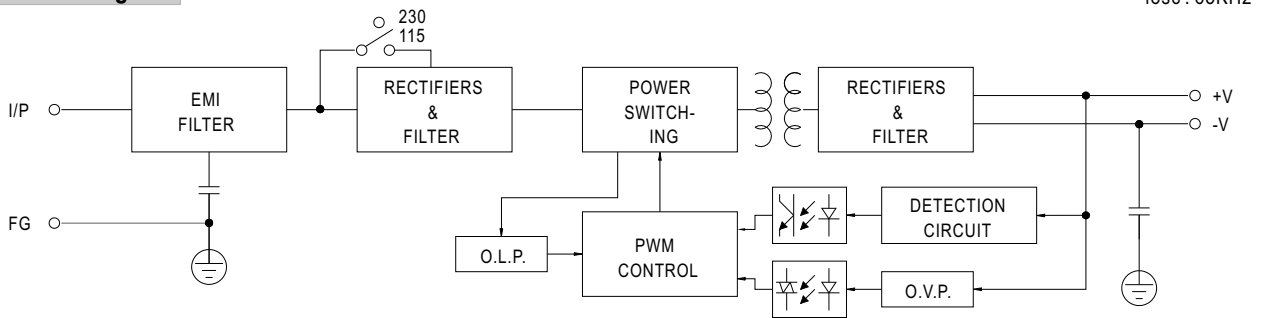 230
115
I/P
EMI
FILTER
RECTIFIERS
&
FILTER
POWER
SWITCH-
ING
RECTIFIERS
&
FILTER
+V
-V
FG
O.L.P.
PWM
CONTROL
DETECTION
CIRCUIT
O.V.P.